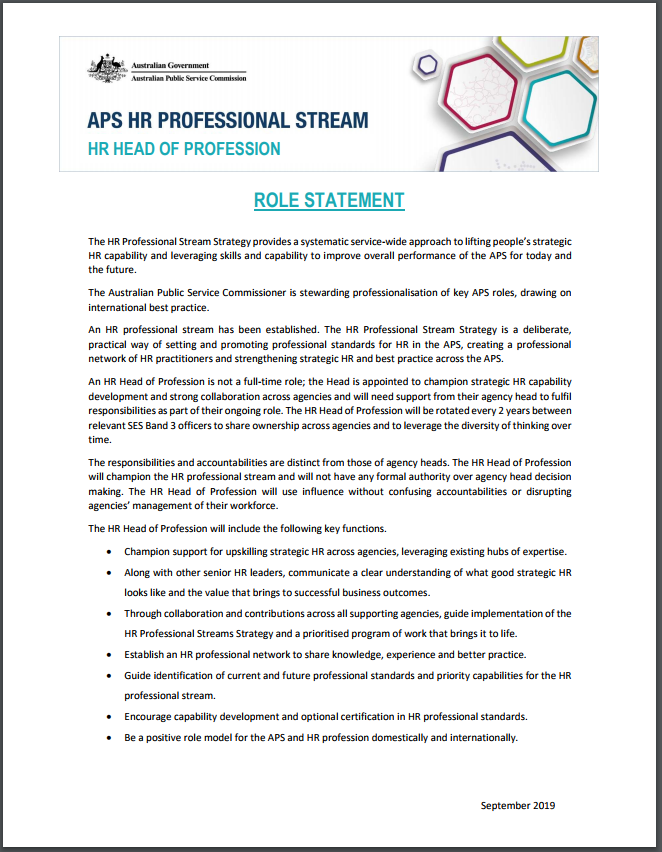 Australian Government
Australian Public Service Commission
APS HR PROFESSIONAL STREAM
HR HEAD OF PROFESSION
ROLE STATEMENT
The HR Professional Stream Strategy provides a systematic service-wide approach to lifting people's strategic
HR capability and leveraging skills and capability to improve overall performance of the APS for today and
the future.
The Australian Public Service Commissioner is stewarding professionalisation of key APS roles, drawing on
international best practice.
An HR professional stream has been established. The HR Professional Stream Strategy is a deliberate,
practical way of setting and promoting professional standards for HR in the APS, creating a professional
network of HR practitioners and strengthening strategic HR and best practice across the APS.
An HR Head of Profession is not a full-time role; the Head is appointed to champion strategic HR capability
development and strong collaboration across agencies and will need support from their agency head to fulfil
responsibilities as part of their ongoing role. The HR Head of Profession will be rotated every 2 years between
relevant SES Band 3 officers to share ownership across agencies and to leverage the diversity of thinking over
time.
The responsibilities and accountabilities are distinct from those of agency heads. The HR Head of Profession
will champion the HR professional stream and will not have any formal authority over agency head decision
making. The HR Head of Profession will use influence without confusing accountabilities or disrupting
agencies' management of their workforce.
The HR Head of Profession will include the following key functions.
• Champion support for upskilling strategic HR across agencies, leveraging existing hubs of expertise.
• Along with other senior HR leaders, communicate a clear understanding of what good strategic HR
looks like and the value that brings to successful business outcomes.
• Through collaboration and contributions across all supporting agencies, guide implementation of the
HR Professional Streams Strategy and a prioritised program of work that brings it to life.
• Establish an HR professional network to share knowledge, experience and better practice.
• Guide identification of current and future professional standards and priority capabilities for the HR
professional stream.
• Encourage capability development and optional certification in HR professional standards.
• Be a positive role model for the APS and HR profession domestically and internationally.
September 2019